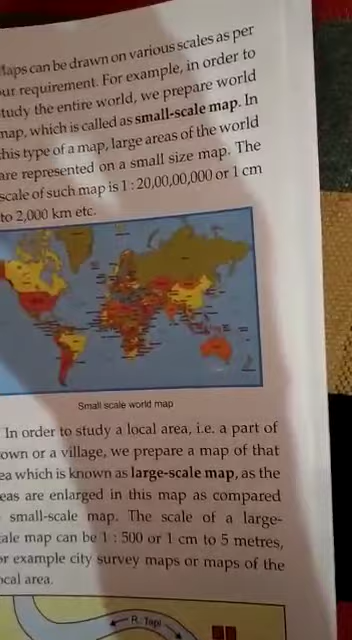 Maps can be drawn on various scales as per
our requirement. For example, in order to
study the entire world, we prepare world
map, which is called as small-scale map. In
this type of a map, large areas of the world
are represented on a small size map. The
scale of such map is 1 : 20,00,00,000 or 1 cm
to 2,000 km etc.
Small scale world map
In order to study a local area, i.e. a part of
own or a village, we prepare a map of that
ea which is known as large-scale map, as the
eas are enlarged in this map as compared
small-scale map. The scale of a large-
ale map can be 1 : 500 or 1 cm to 5 metres,
or example city survey maps or maps of the
ocal area.
R. Tapi